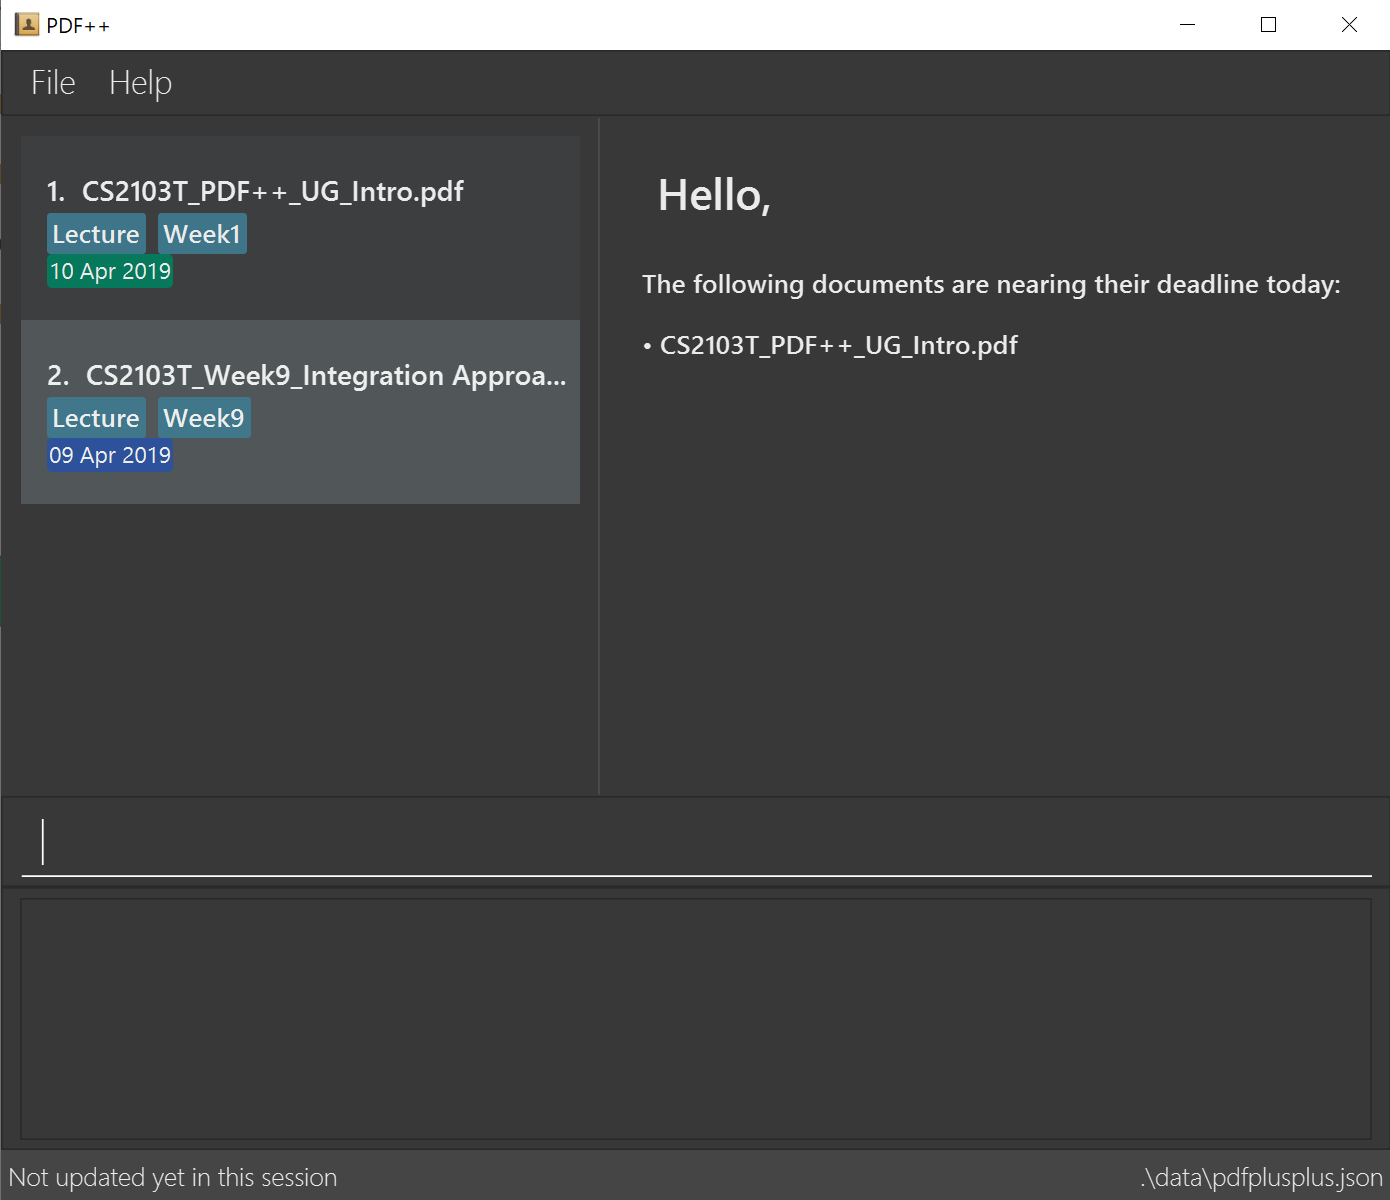 PDF++
File Help
1. CS2103T_PDF++_UG_Intro.pdf
Lecture Week1
10 Apr 2019
2. CS2103T_Week9_Integration Approa...
Lecture Week9
09 Apr 2019
Hello,
The following documents are nearing their deadline today:
• CS2103T_PDF++_UG_Intro.pdf
Not updated yet in this session
.\data\pdfplusplus.json